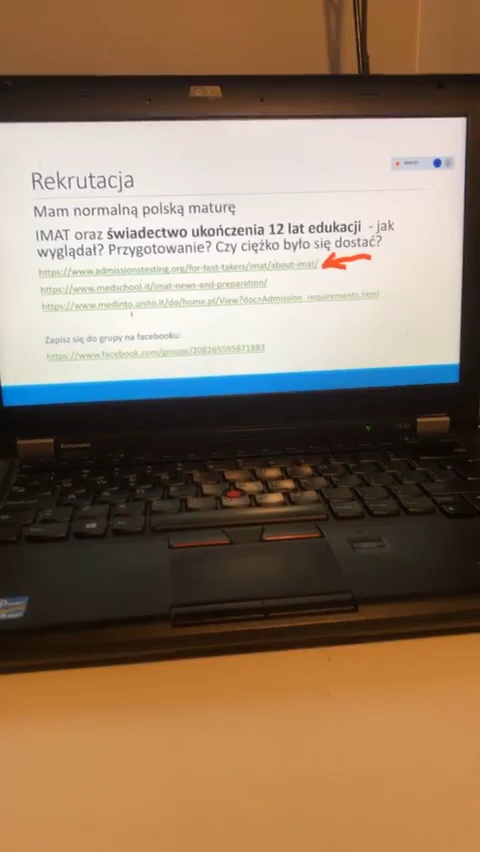 Rekrutacja
Mam normalną polską maturę
IMAT oraz świadectwo ukończenia 12 lat edukacji - jak
wyglądał? Przygotowanie? Czy ciężko było się dostać?
https://www.admissionstesting.org/for-test-takers/imat/about-imat/
https://www.medschool.it/imat-news-and-preparation/
https://www.medinto.unito.it/do/home.pl/View?doc=Admission_requirements.html
Zapisz się do grupy na facebooku:
https://www.facebook.com/groups/208265595871883
lenovo